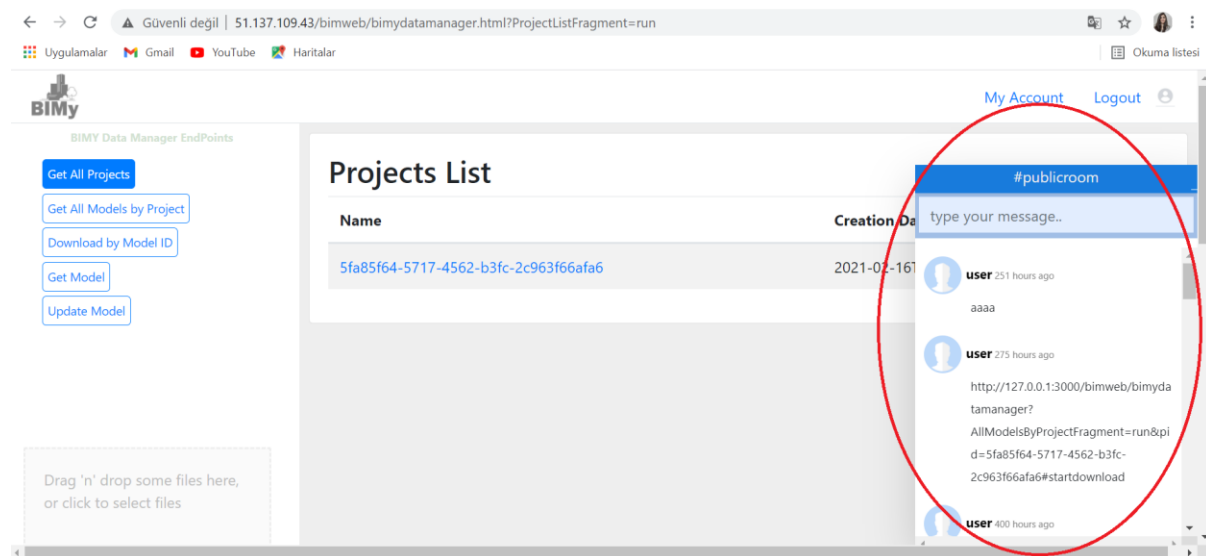 Güvenli değil | 51.137.109.43/bimweb/bimydatamanager.html?ProjectListFragment=run
Uygulamalar Gmail YouTube Haritalar Okuma listesi
BIMy
My Account Logout
BIMY Data Manager EndPoints
Get All Projects
Get All Models by Project
Download by Model ID
Get Model
Update Model
Drag 'n' drop some files here,
or click to select files
Projects List
Name Creation Da
5fa85f64-5717-4562-b3fc-2c963f66afa6 2021-02-16T
#publicroom
type your message..
user 251 hours ago
aaaa
user 275 hours ago
http://127.0.0.1:3000/bimweb/bimyda
tamanager?
AllModelsByProjectFragment=run&pi
d=5fa85f64-5717-4562-b3fc-
2c963f66afa6#startdownload
user 400 hours ago